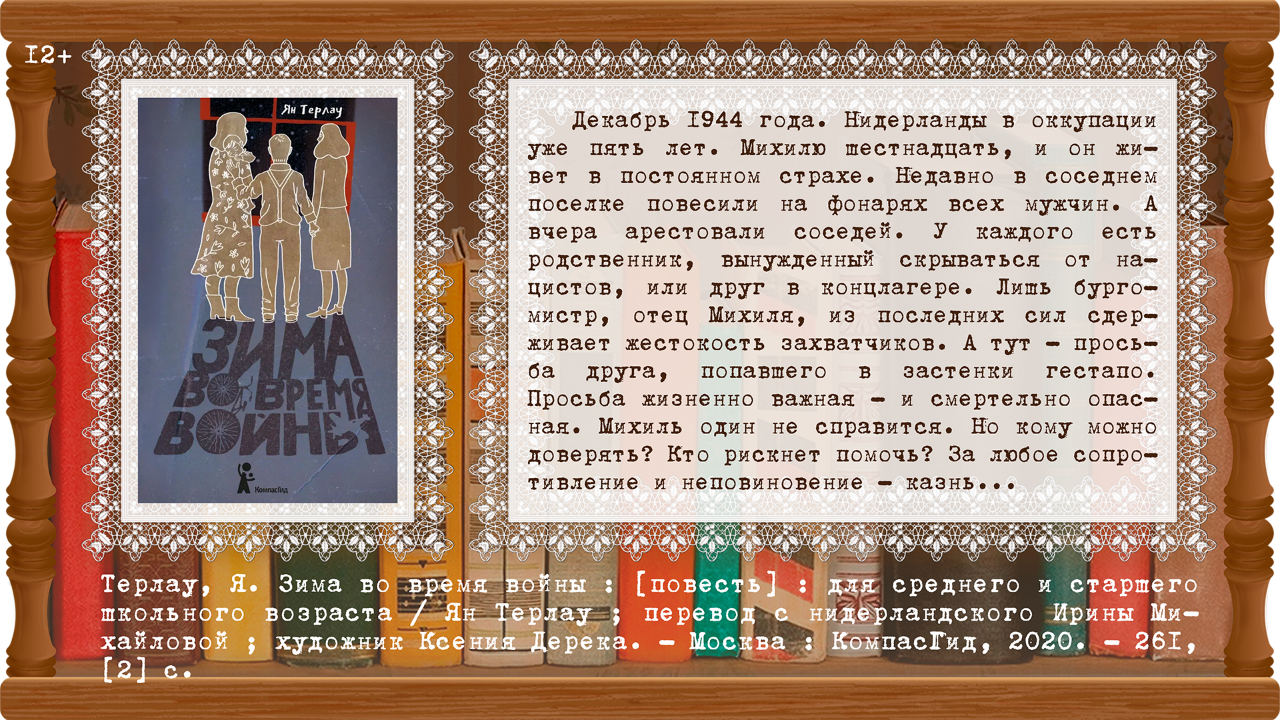 12+
Ян Терлау
ЗИМА
ВО ВРЕМЯ
ВОЙНЫ
КомпасГид
Декабрь 1944 года. Нидерланды в оккупации
уже пять лет. Михилю шестнадцать, и он жи-
вет в постоянном страхе. Недавно в соседнем
поселке повесили на фонарях всех мужчин. А
вчера арестовали соседей. У каждого есть
родственник, вынужденный скрываться от на-
цистов, или друг в концлагере. Лишь бурго-
мистр, отец Михиля, из последних сил сдер-
живает жестокость захватчиков. А тут – прось-
ба друга, попавшего в застенки гестапо.
Просьба жизненно важная – и смертельно опас-
ная. Михиль один не справится. Но кому можно
доверять? Кто рискнет помочь? За любое сопро-
тивление и неповиновение – казнь...
Терлау, Я. Зима во время войны : [повесть] : для среднего и старшего
школьного возраста / Ян Терлау ; перевод с нидерландского Ирины Ми-
хайловой ; художник Ксения Дерека. – Москва : КомпасГид, 2020. – 261,
[2] с.